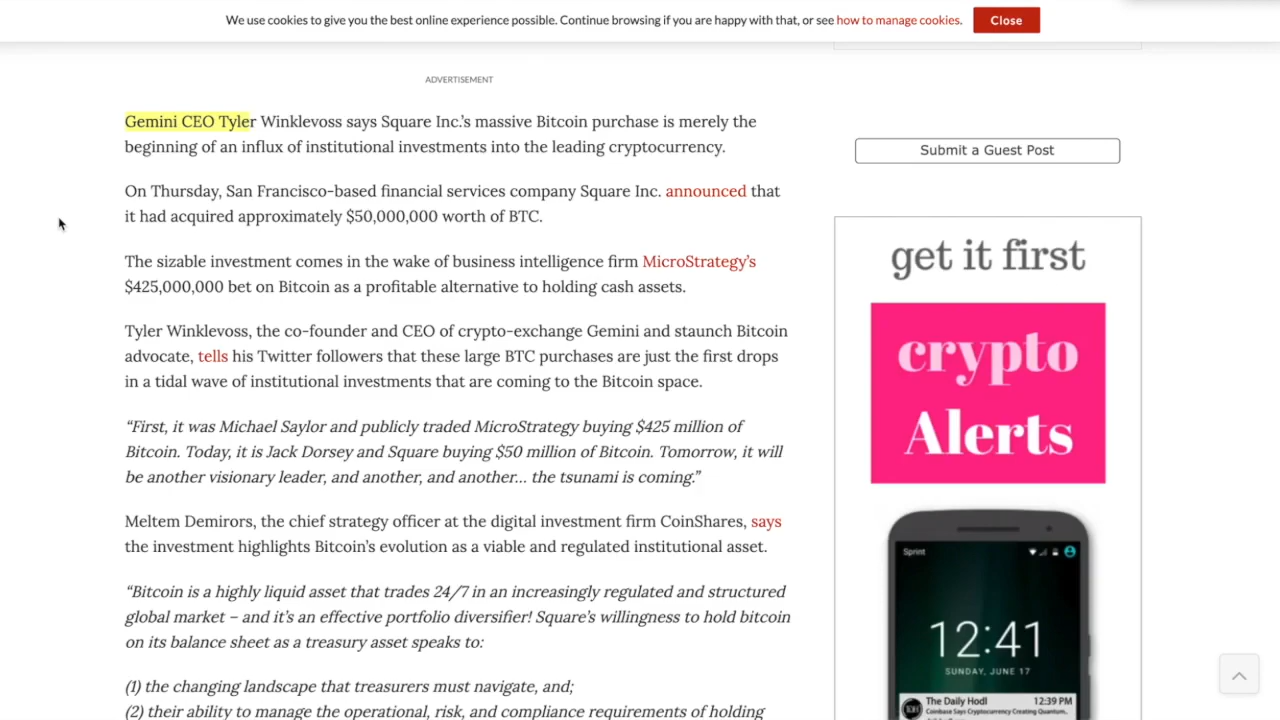 We use cookies to give you the best online experience possible. Continue browsing if you are happy with that, or see how to manage cookies.
Close
ADVERTISEMENT
Gemini CEO Tyler Winklevoss says Square Inc.’s massive Bitcoin purchase is merely the
beginning of an influx of institutional investments into the leading cryptocurrency.
On Thursday, San Francisco-based financial services company Square Inc. announced that
it had acquired approximately $50,000,000 worth of BTC.
The sizable investment comes in the wake of business intelligence firm MicroStrategy’s
$425,000,000 bet on Bitcoin as a profitable alternative to holding cash assets.
Tyler Winklevoss, the co-founder and CEO of crypto-exchange Gemini and staunch Bitcoin
advocate, tells his Twitter followers that these large BTC purchases are just the first drops
in a tidal wave of institutional investments that are coming to the Bitcoin space.
“First, it was Michael Saylor and publicly traded MicroStrategy buying $425 million of
Bitcoin. Today, it is Jack Dorsey and Square buying $50 million of Bitcoin. Tomorrow, it will
be another visionary leader, and another, and another… the tsunami is coming.”
Meltem Demirors, the chief strategy officer at the digital investment firm CoinShares, says
the investment highlights Bitcoin’s evolution as a viable and regulated institutional asset.
“Bitcoin is a highly liquid asset that trades 24/7 in an increasingly regulated and structured
global market – and it’s an effective portfolio diversifier! Square’s willingness to hold bitcoin
on its balance sheet as a treasury asset speaks to:
(1) the changing landscape that treasurers must navigate, and;
(2) their ability to manage the operational, risk, and compliance requirements of holding
Submit a Guest Post
get it first
crypto
Alerts
Sprint
12:41
SUNDAY, JUNE 17
The Daily Hodl 12:39 PM
Coinbase Says Cryptocurrency Creating Quantum..